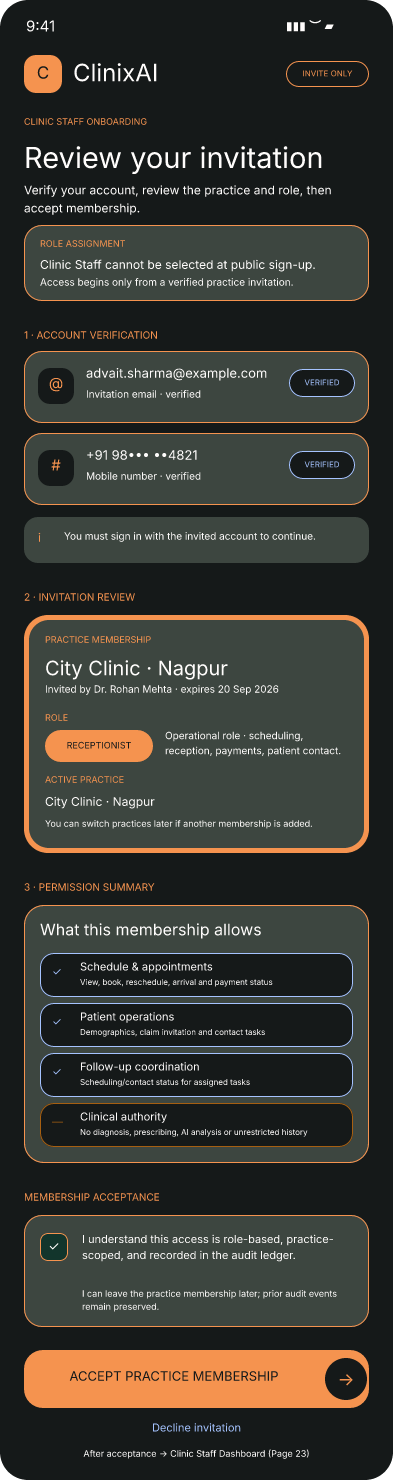 9:41
C
ClinixAI
INVITE ONLY
CLINIC STAFF ONBOARDING
Review your invitation
Verify your account, review the practice and role, then
accept membership.
ROLE ASSIGNMENT
Clinic Staff cannot be selected at public sign-up.
Access begins only from a verified practice invitation.
1 · ACCOUNT VERIFICATION
@
advait.sharma@example.com
Invitation email · verified
VERIFIED
#
+91 98••• ••4821
Mobile number · verified
VERIFIED
i
You must sign in with the invited account to continue.
2 · INVITATION REVIEW
PRACTICE MEMBERSHIP
City Clinic · Nagpur
Invited by Dr. Rohan Mehta · expires 20 Sep 2026
ROLE
RECEPTIONIST
Operational role · scheduling,
reception, payments, patient contact.
ACTIVE PRACTICE
City Clinic · Nagpur
You can switch practices later if another membership is added.
3 · PERMISSION SUMMARY
What this membership allows
✓ Schedule & appointments
View, book, reschedule, arrival and payment status
✓ Patient operations
Demographics, claim invitation and contact tasks
✓ Follow-up coordination
Scheduling/contact status for assigned tasks
— Clinical authority
No diagnosis, prescribing, AI analysis or unrestricted history
MEMBERSHIP ACCEPTANCE
✓ I understand this access is role-based, practice-
scoped, and recorded in the audit ledger.
I can leave the practice membership later; prior audit events
remain preserved.
ACCEPT PRACTICE MEMBERSHIP →
Decline invitation
After acceptance → Clinic Staff Dashboard (Page 23)